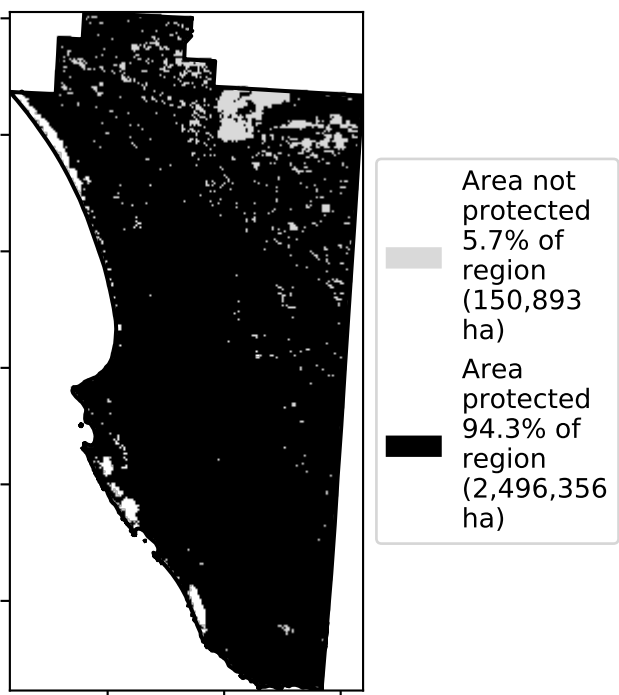 Area not
protected
5.7% of
region
(150,893
ha)
Area
protected
94.3% of
region
(2,496,356
ha)